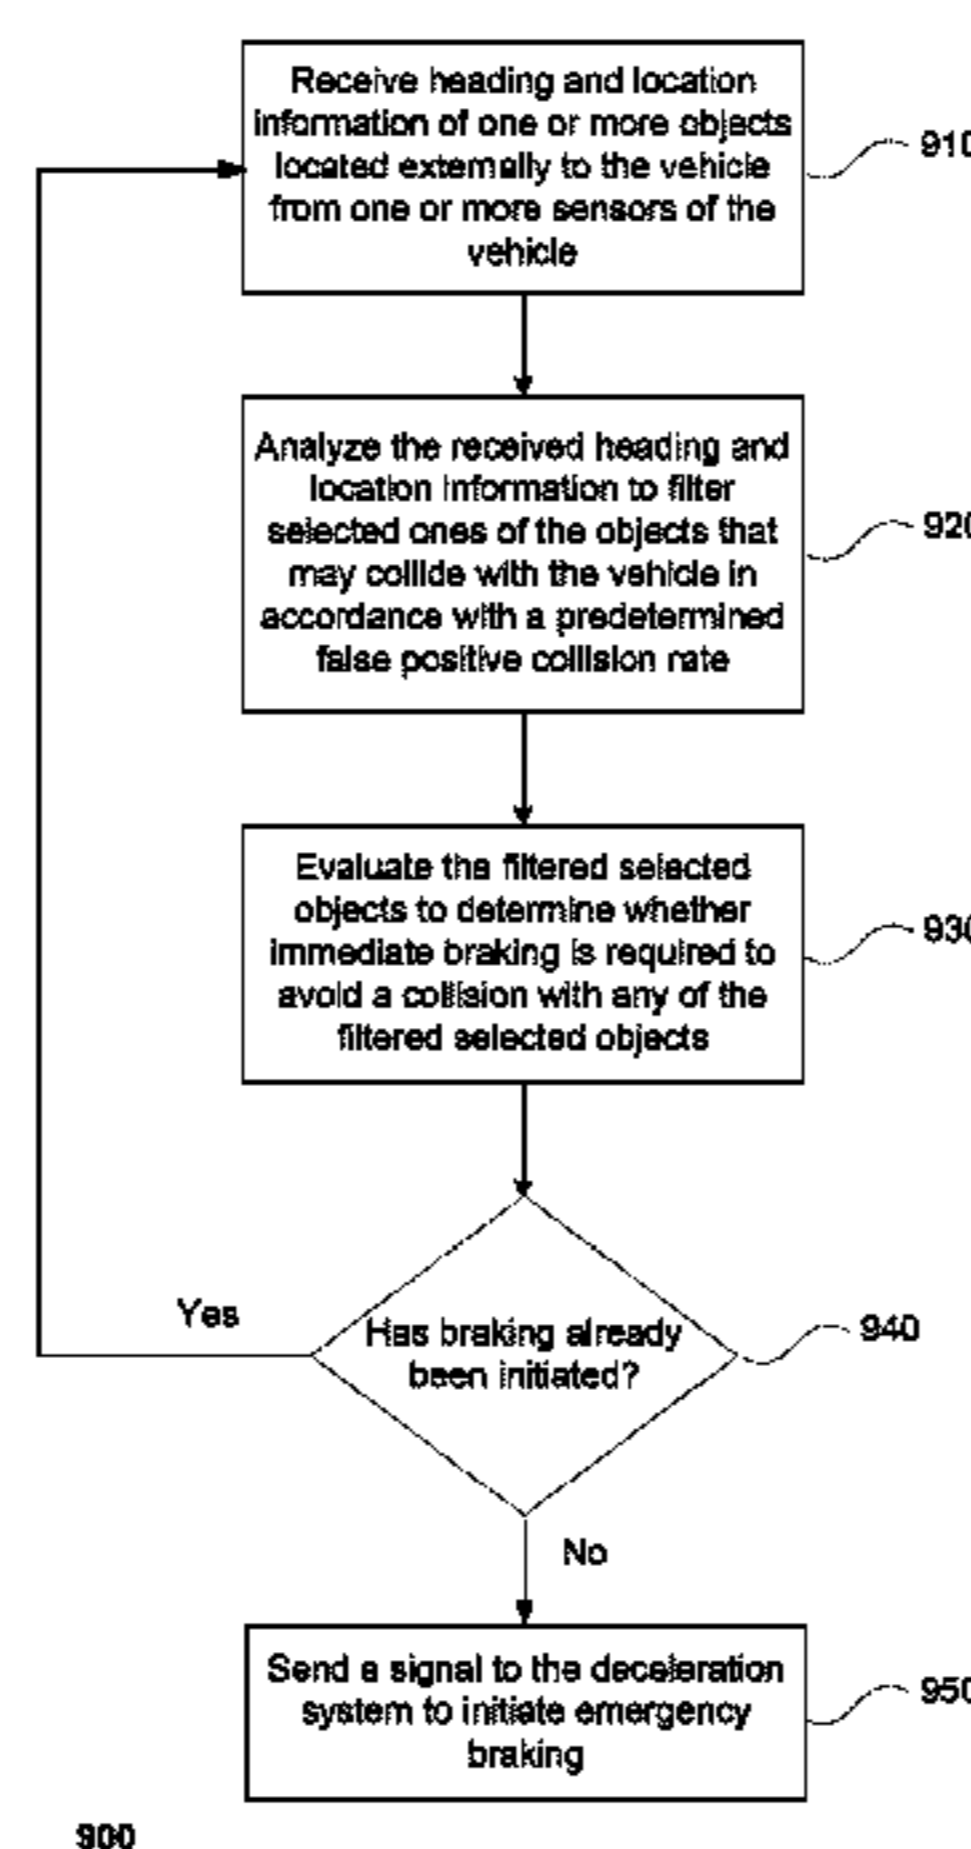 Receive heading and location
information of one or more objects
located externally to the vehicle
from one or more sensors of the
vehicle
910
Analyze the received heading and
location information to filter
selected ones of the objects that
may collide with the vehicle in
accordance with a predetermined
false positive collision rate
920
Evaluate the filtered selected
objects to determine whether
immediate braking is required to
avoid a collision with any of the
filtered selected objects
930
Yes
Has braking already
been initiated?
940
No
Send a signal to the deceleration
system to initiate emergency
braking
950
900